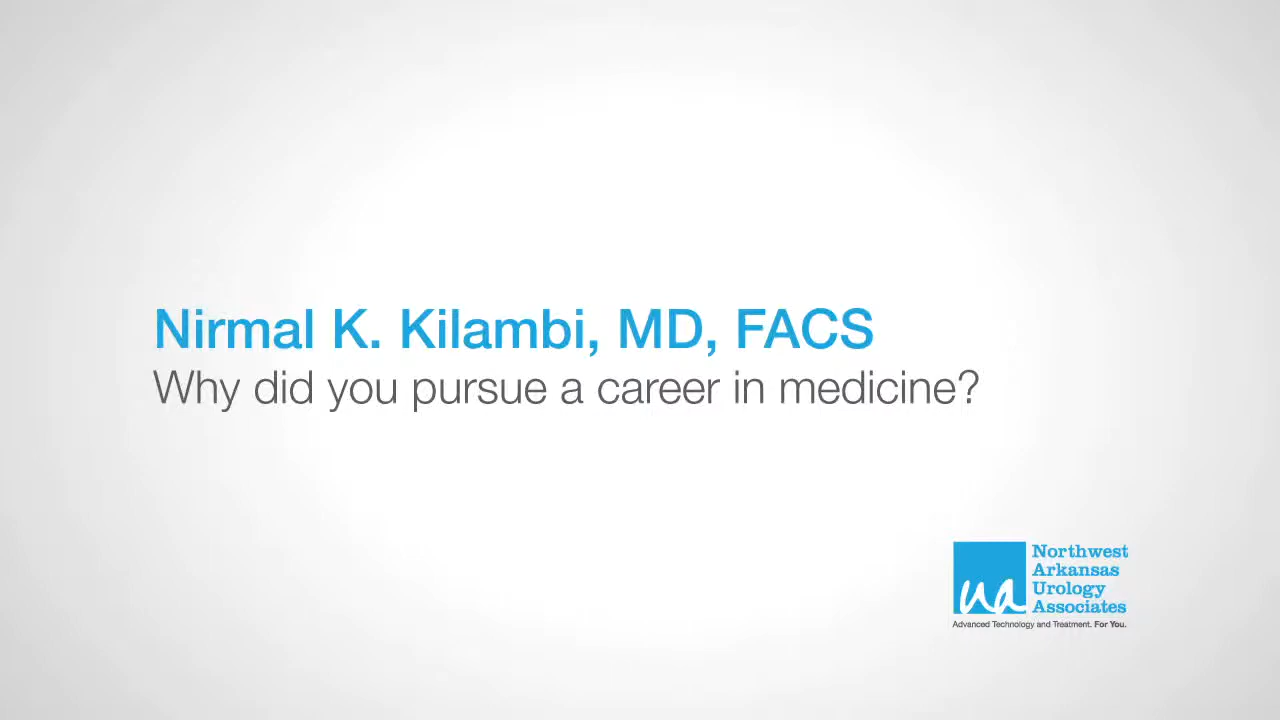 Nirmal K. Kilambi, MD, FACS
Why did you pursue a career in medicine?
ua
Northwest
Arkansas
Urology
Associates
Advanced Technology and Treatment. For You.